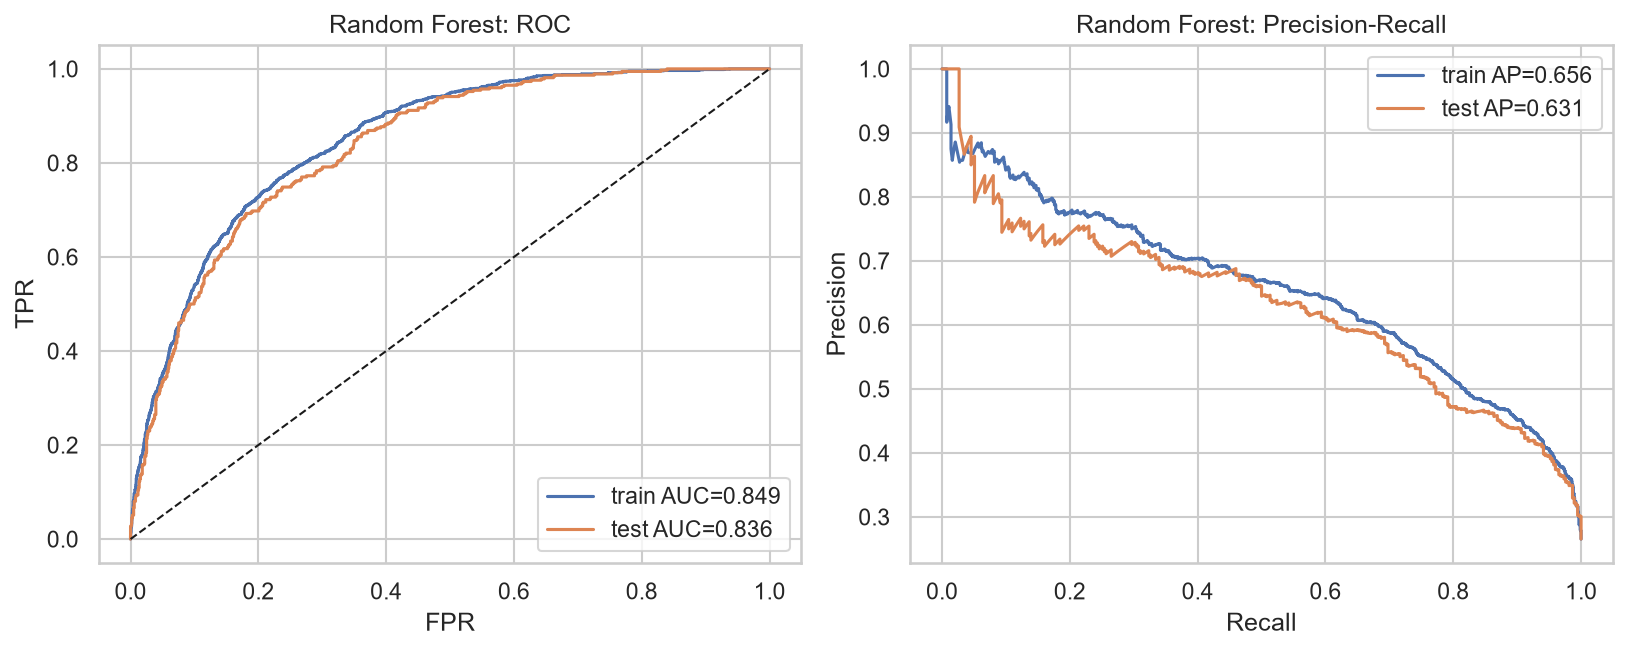 Random Forest: ROC
TPR
1.0
0.8
0.6
0.4
0.2
0.0
train AUC=0.849
test AUC=0.836
0.0 0.2 0.4 0.6 0.8 1.0
FPR
Random Forest: Precision-Recall
Precision
1.0
0.9
0.8
0.7
0.6
0.5
0.4
0.3
train AP=0.656
test AP=0.631
0.0 0.2 0.4 0.6 0.8 1.0
Recall